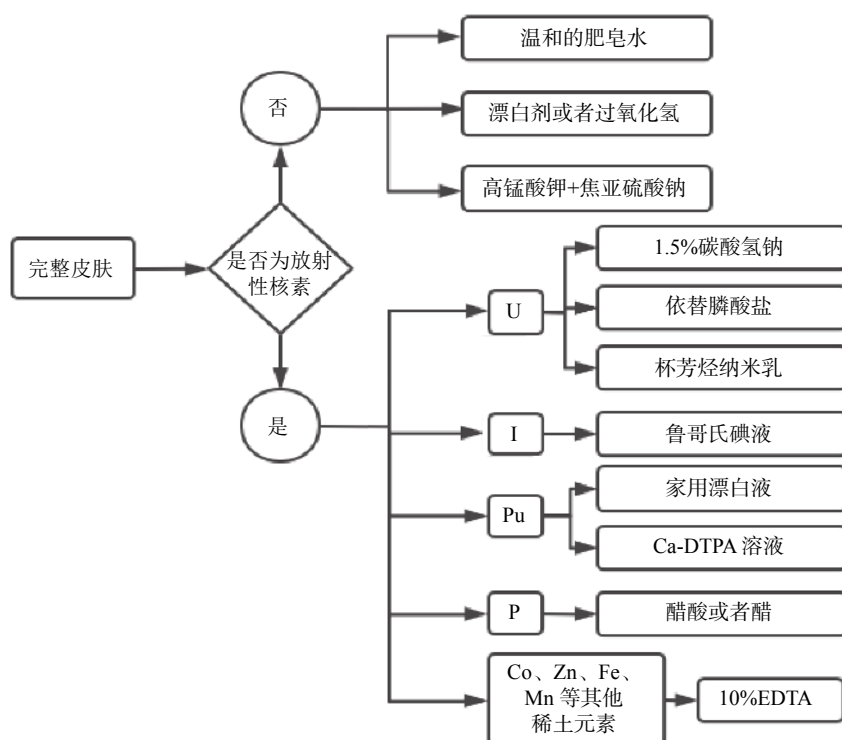 温和的肥皂水
否
漂白剂或者过氧化氢
高锰酸钾+焦亚硫酸钠
完整皮肤
是否为放射
性核素
1.5%碳酸氢钠
U
依替膦酸盐
杯芳烃纳米乳
是
I
鲁哥氏碘液
家用漂白液
Pu
Ca-DTPA 溶液
P
醋酸或者醋
Co、Zn、Fe、
Mn 等其他
稀土元素
10%EDTA